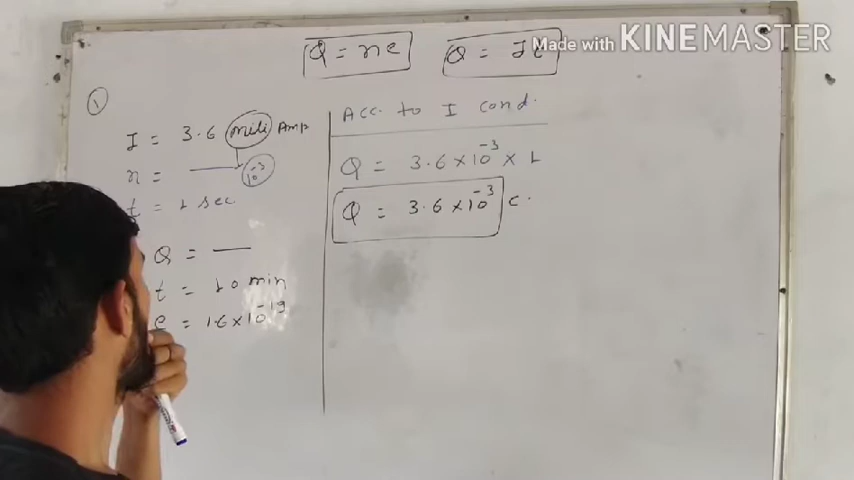 Q = ne
Q = It
Made with KINEMASTER
①
I = 3.6 mili Amp
n = — 10⁻³
t = 1 sec
Q = —
t = 10 min
e = 1.6 × 10⁻¹⁹
Acc. to I cond.
Q = 3.6 × 10⁻³ × 1
Q = 3.6 × 10⁻³ C.